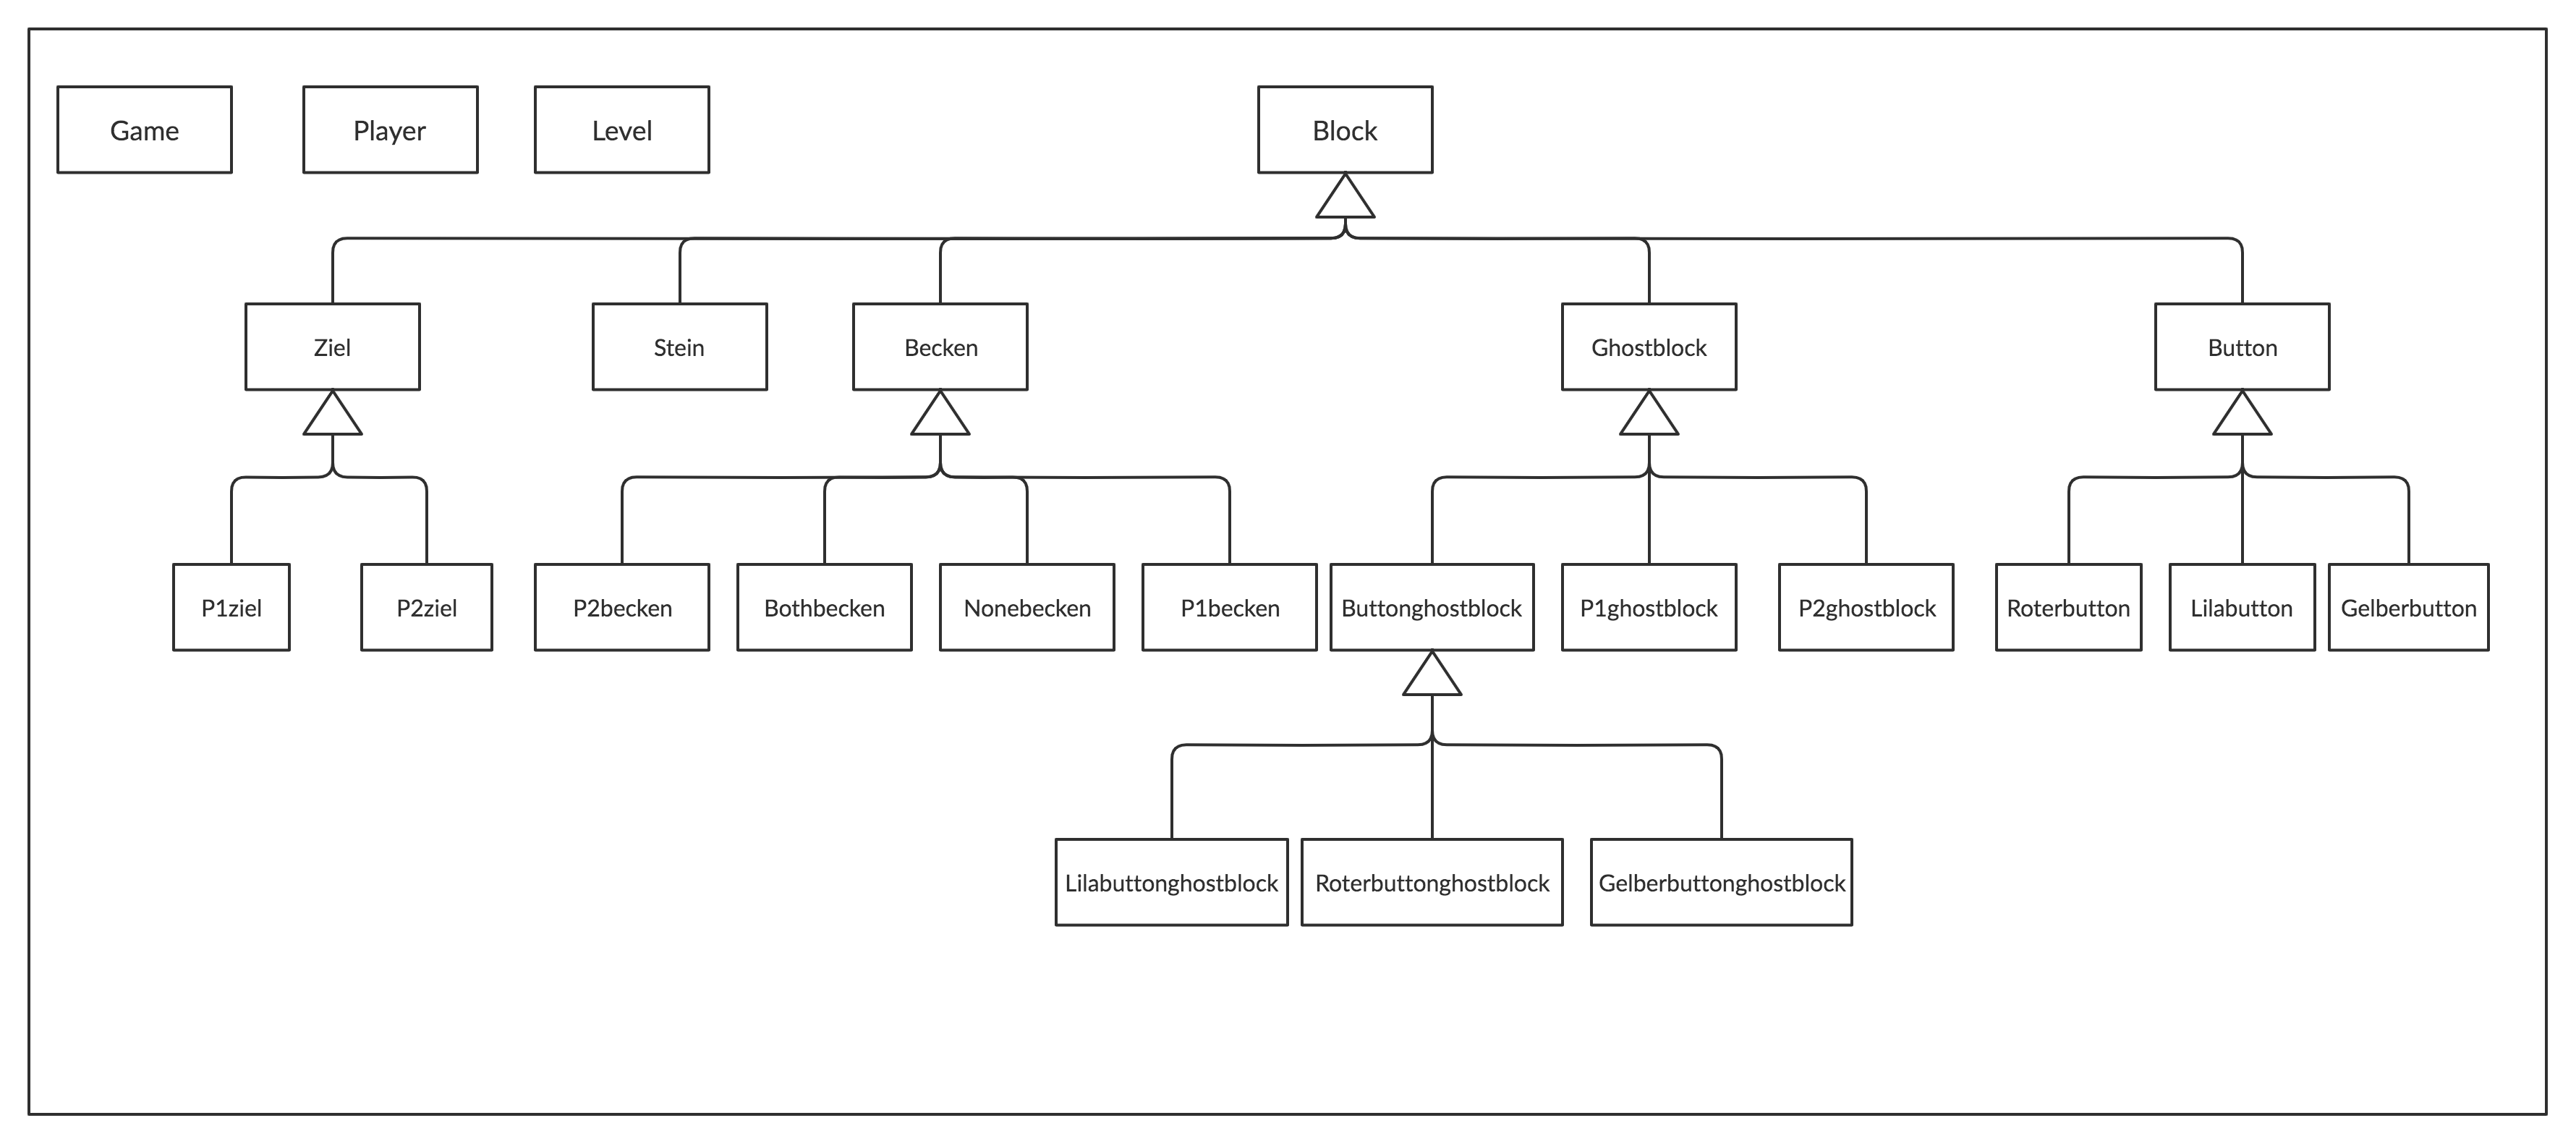 Game
Player
Level
Block
Ziel
Stein
Becken
Ghostblock
Button
P1ziel
P2ziel
P2becken
Bothbecken
Nonebecken
P1becken
Buttonghostblock
P1ghostblock
P2ghostblock
Roterbutton
Lilabutton
Gelberbutton
Lilabuttonghostblock
Roterbuttonghostblock
Gelberbuttonghostblock